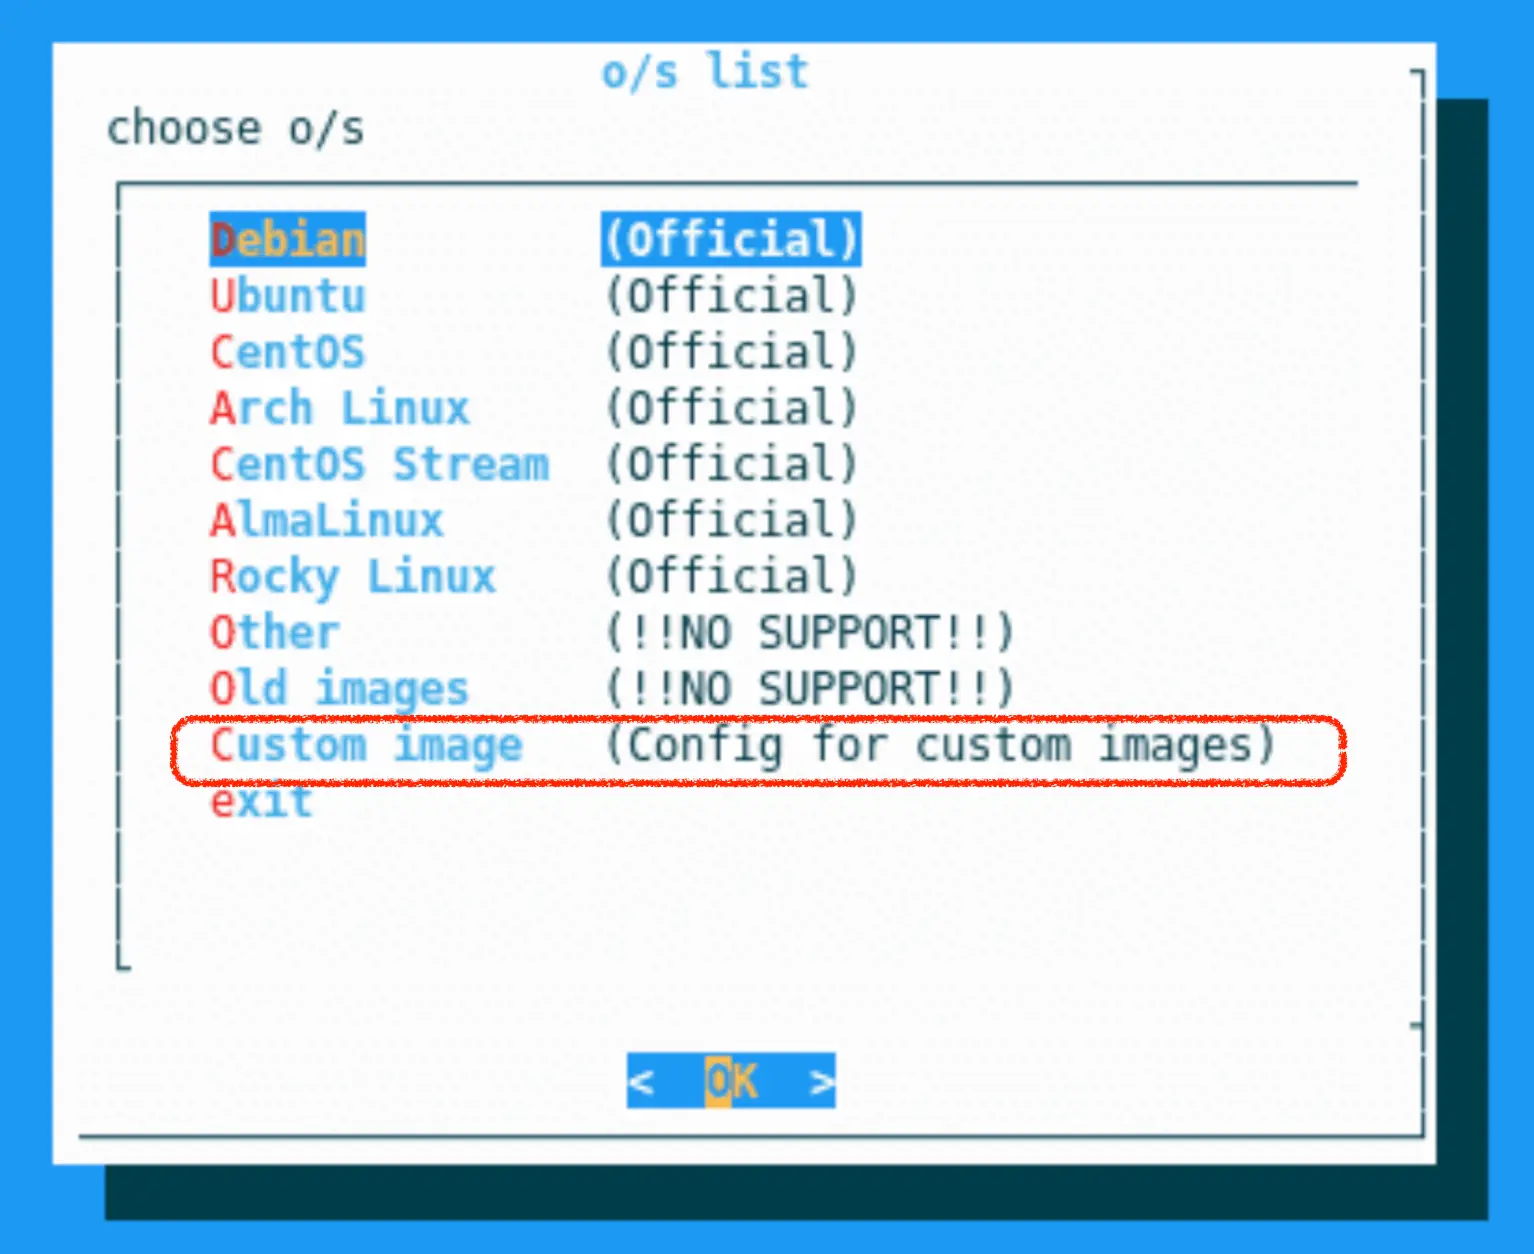 o/s list
choose o/s
Debian (Official)
Ubuntu (Official)
CentOS (Official)
Arch Linux (Official)
CentOS Stream (Official)
AlmaLinux (Official)
Rocky Linux (Official)
Other (!!NO SUPPORT!!)
Old images (!!NO SUPPORT!!)
Custom image (Config for custom images)
exit
< OK >